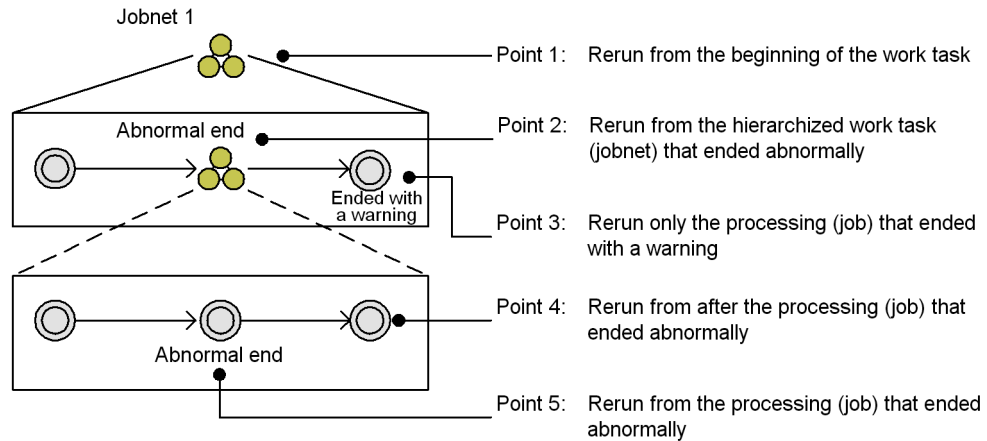 Jobnet 1
Point 1: Rerun from the beginning of the work task
Abnormal end
Point 2: Rerun from the hierarchized work task
(jobnet) that ended abnormally
Ended with
a warning
Point 3: Rerun only the processing (job) that ended
with a warning
Point 4: Rerun from after the processing (job) that
ended abnormally
Abnormal end
Point 5: Rerun from the processing (job) that ended
abnormally